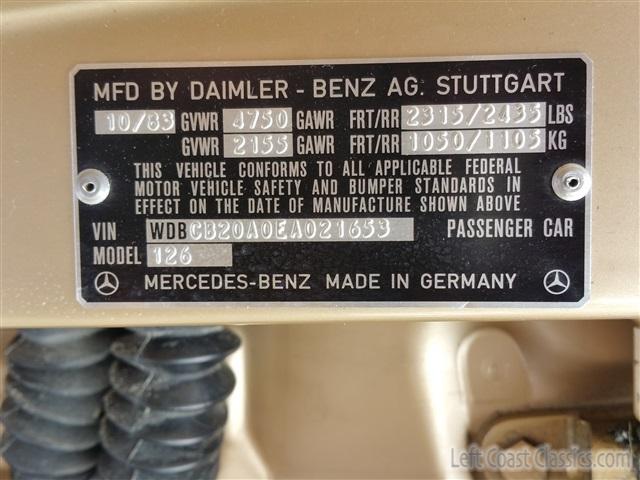 MFD BY DAIMLER - BENZ AG. STUTTGART
10/83 GVWR 4750 GAWR FRT/RR 2315/2435 LBS
GVWR 2155 GAWR FRT/RR 1050/1105 KG
THIS VEHICLE CONFORMS TO ALL APPLICABLE FEDERAL
MOTOR VEHICLE SAFETY AND BUMPER STANDARDS IN
EFFECT ON THE DATE OF MANUFACTURE SHOWN ABOVE
VIN WDBCB20A0EA021653 PASSENGER CAR
MODEL 126
MERCEDES-BENZ MADE IN GERMANY
Left Coast Classics.com